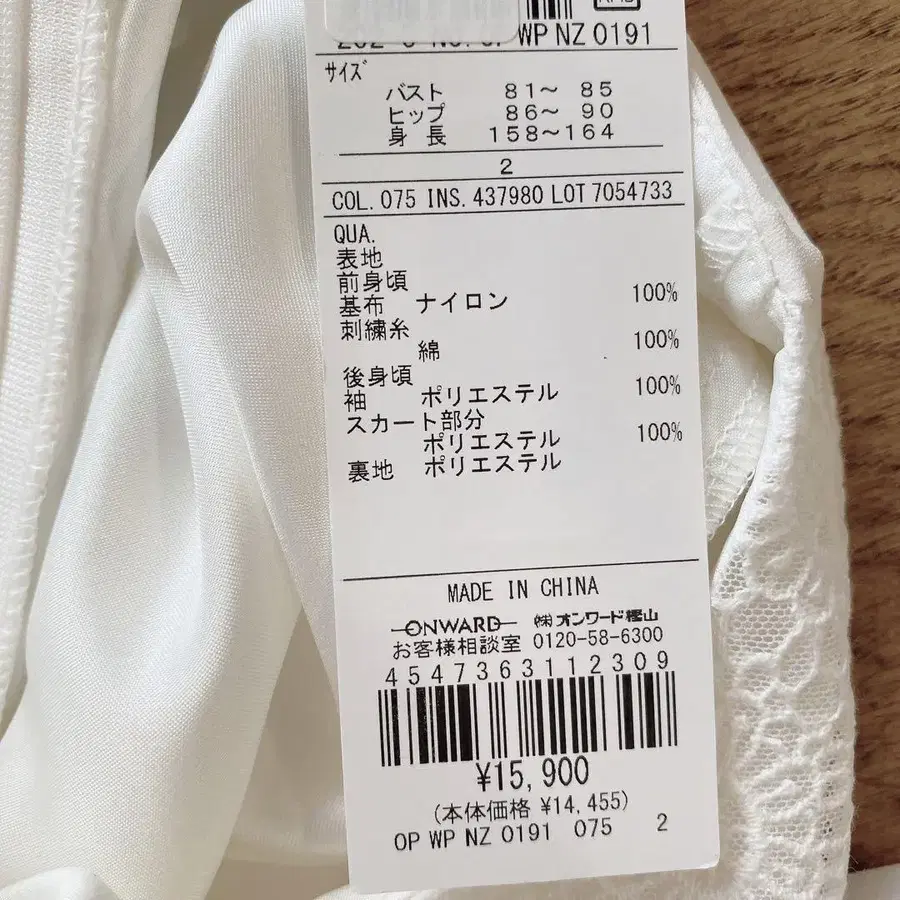 WP NZ 0191
サイズ
バスト 81～ 85
ヒップ 86～ 90
身 長 158～164
2
COL. 075 INS. 437980 LOT 7054733
QUA.
表地
前身頃
基布 ナイロン 100%
刺繍糸
綿 100%
後身頃
袖 ポリエステル 100%
スカート部分
ポリエステル 100%
裏地 ポリエステル
MADE IN CHINA
ONWARD ㈱オンワード樫山
お客様相談室 0120-58-6300
4547363112309
¥15,900
(本体価格 ¥14,455)
OP WP NZ 0191 075 2